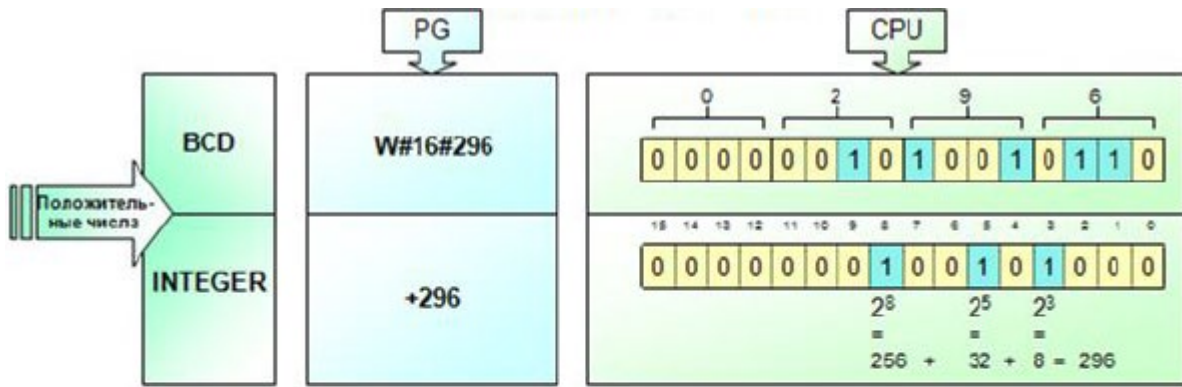 PG
CPU
Положитель-
ные числа
BCD
W#16#296
0 2 9 6
0 0 0 0 0 0 1 0 1 0 0 1 0 1 1 0
INTEGER
+296
15 14 13 12 11 10 9 8 7 6 5 4 3 2 1 0
0 0 0 0 0 0 0 1 0 0 1 0 1 0 0 0
2⁸ 2⁵ 2³
= = =
256 + 32 + 8 = 296